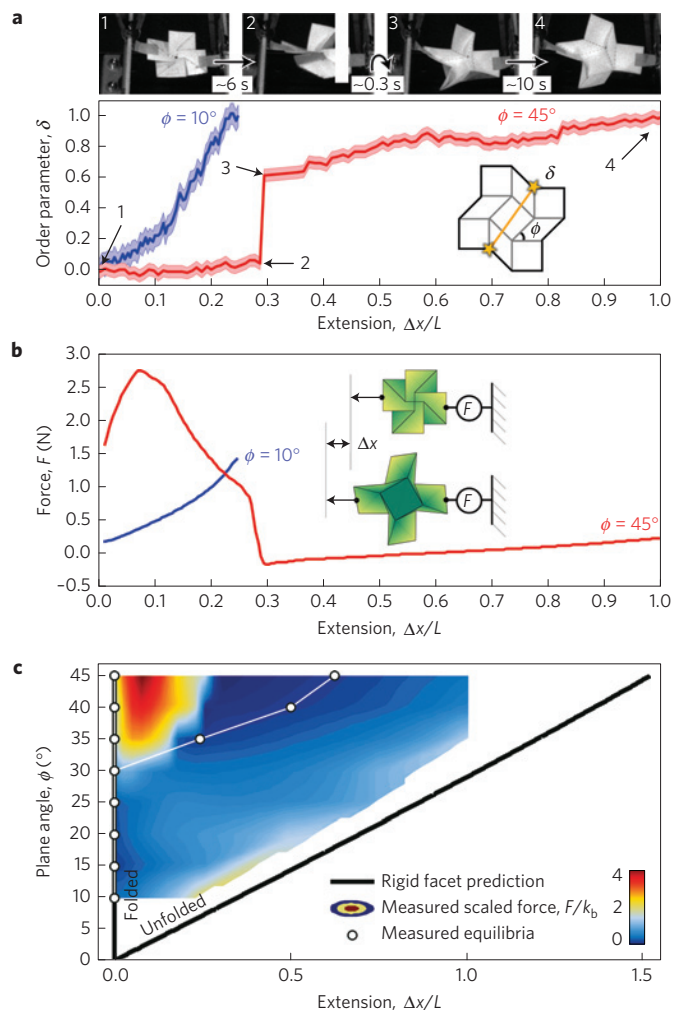 a
1
2
3
4
~6 s
~0.3 s
~10 s
Order parameter, δ
1.0
0.8
0.6
0.4
0.2
0.0
ϕ = 10°
ϕ = 45°
1
2
3
4
δ
ϕ
0.0 0.1 0.2 0.3 0.4 0.5 0.6 0.7 0.8 0.9 1.0
Extension, Δx/L
b
Force, F (N)
3.0
2.5
2.0
1.5
1.0
0.5
0.0
−0.5
ϕ = 10°
ϕ = 45°
Δx
F
F
0.0 0.1 0.2 0.3 0.4 0.5 0.6 0.7 0.8 0.9 1.0
Extension, Δx/L
c
Plane angle, ϕ (°)
45
40
35
30
25
20
15
10
5
0
Folded
Unfolded
Rigid facet prediction
Measured scaled force, F/kb
Measured equilibria
4
2
0
0.0 0.5 1.0 1.5
Extension, Δx/L